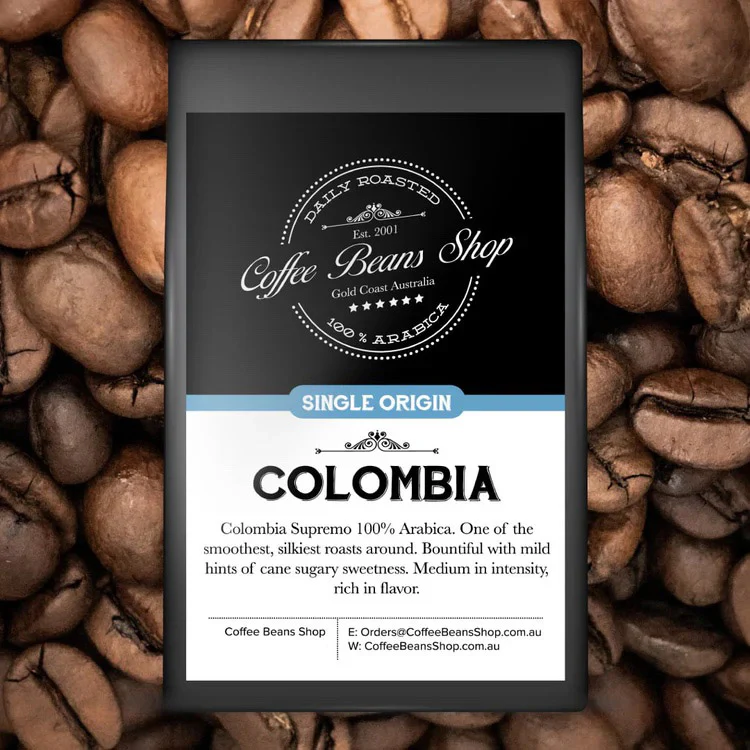 DAILY ROASTED
Est. 2001
Coffee Beans Shop
Gold Coast Australia
100% ARABICA
SINGLE ORIGIN
COLOMBIA
Colombia Supremo 100% Arabica. One of the
smoothest, silkiest roasts around. Bountiful with mild
hints of cane sugary sweetness. Medium in intensity,
rich in flavor.
Coffee Beans Shop
E: Orders@CoffeeBeansShop.com.au
W: CoffeeBeansShop.com.au